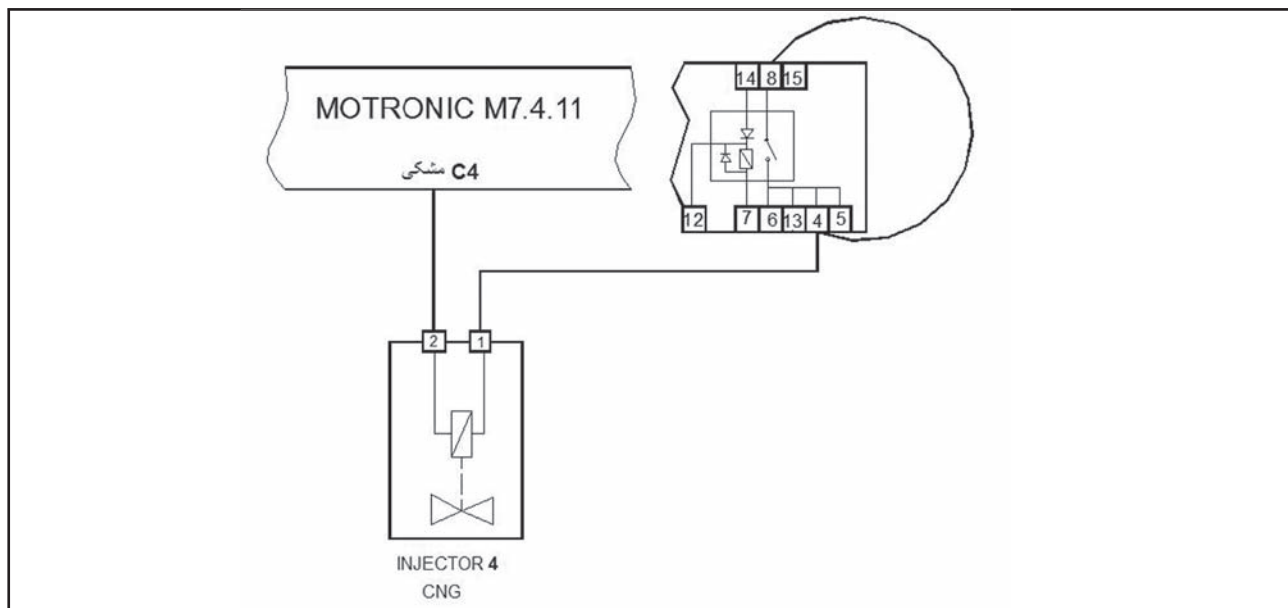 MOTRONIC M7.4.11
مشکی C4
14 8 15
12 7 6 13 4 5
2 1
INJECTOR 4
CNG